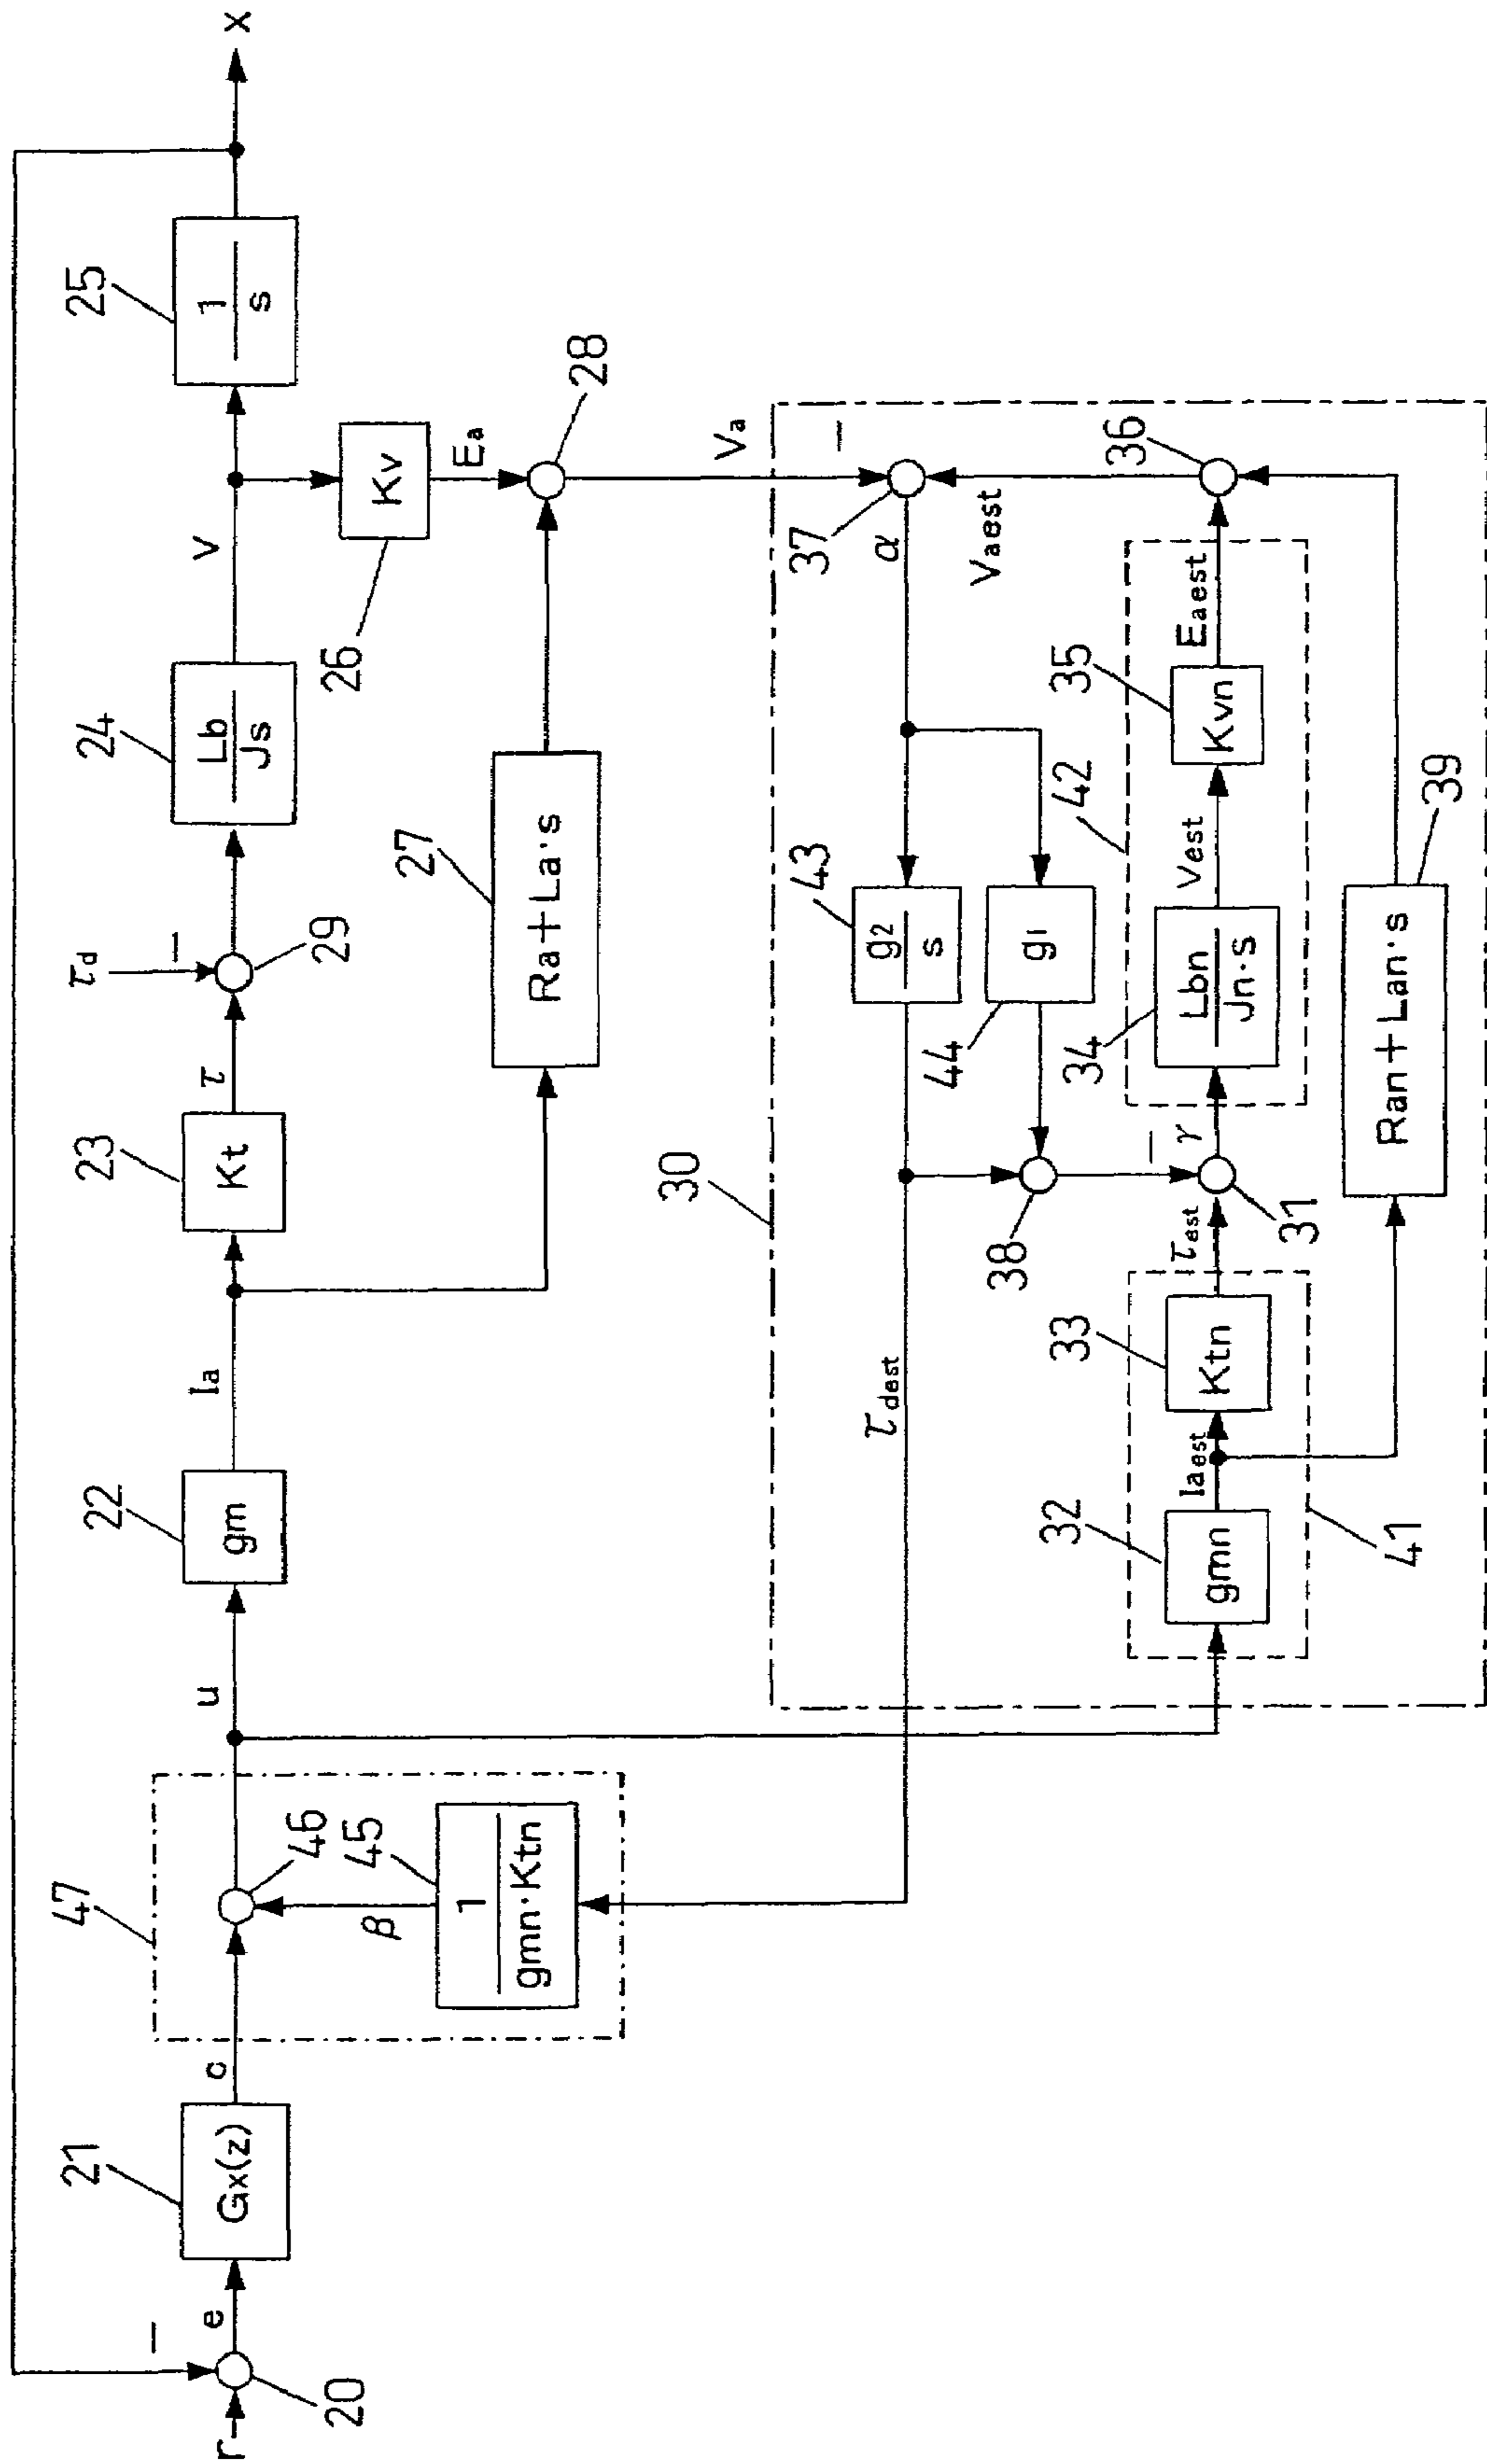 r
20
−
e
21
Gx(z)
c
47
46
β
45
1
gmn·Ktn
u
22
gm
Ia
23
Kt
τ
τd
−
29
24
Lb
Js
v
25
1
s
x
26
Kv
Ea
27
Ra+La·s
28
Va
30
−
37
α
Vaest
36
43
g2
s
44
g1
38
τdest
−
31
γ
41
32
gmn
Iaest
33
Ktn
τest
42
34
Lbn
Jn·s
Vest
35
Kvn
Eaest
39
Ran+Lan·s